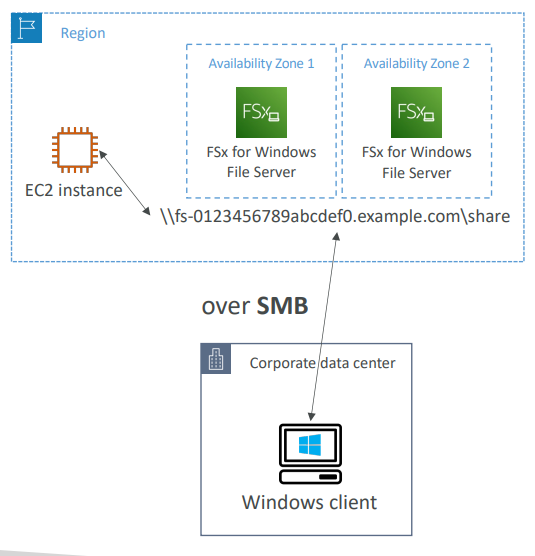 Region
Availability Zone 1
Availability Zone 2
FSx
FSx
FSx for Windows
File Server
FSx for Windows
File Server
EC2 instance
\\fs-0123456789abcdef0.example.com\share
over SMB
Corporate data center
Windows client